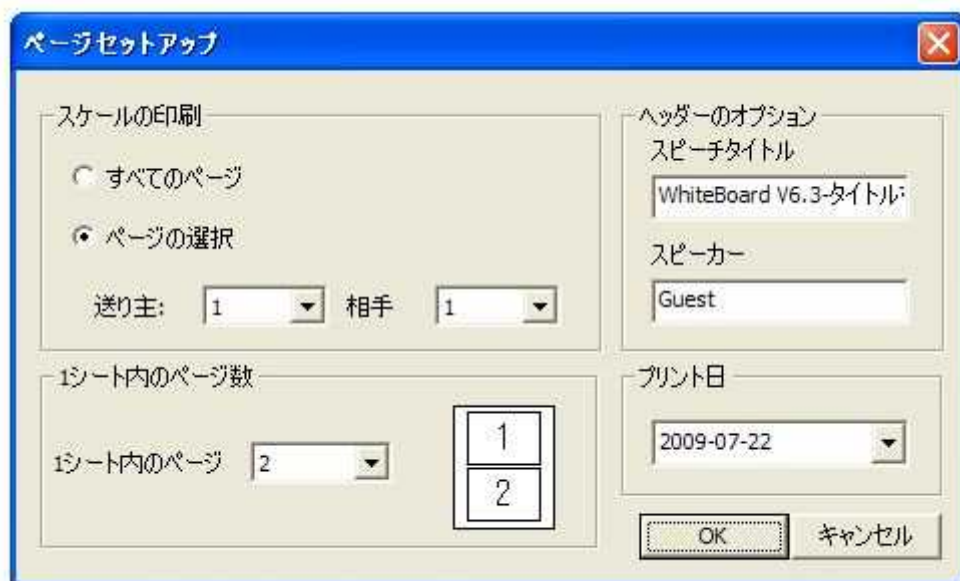 ページセットアップ
スケールの印刷
すべてのページ
ページの選択
送り主: 1 相手 1
1シート内のページ数
1シート内のページ 2
1
2
ヘッダーのオプション
スピーチタイトル
WhiteBoard V6.3-タイトル
スピーカー
Guest
プリント日
2009-07-22
OK キャンセル